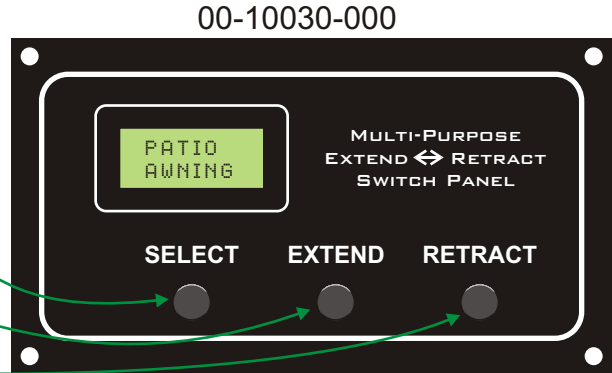 00-10030-000
PATIO
AWNING
MULTI-PURPOSE
EXTEND ⇔ RETRACT
SWITCH PANEL
SELECT EXTEND RETRACT